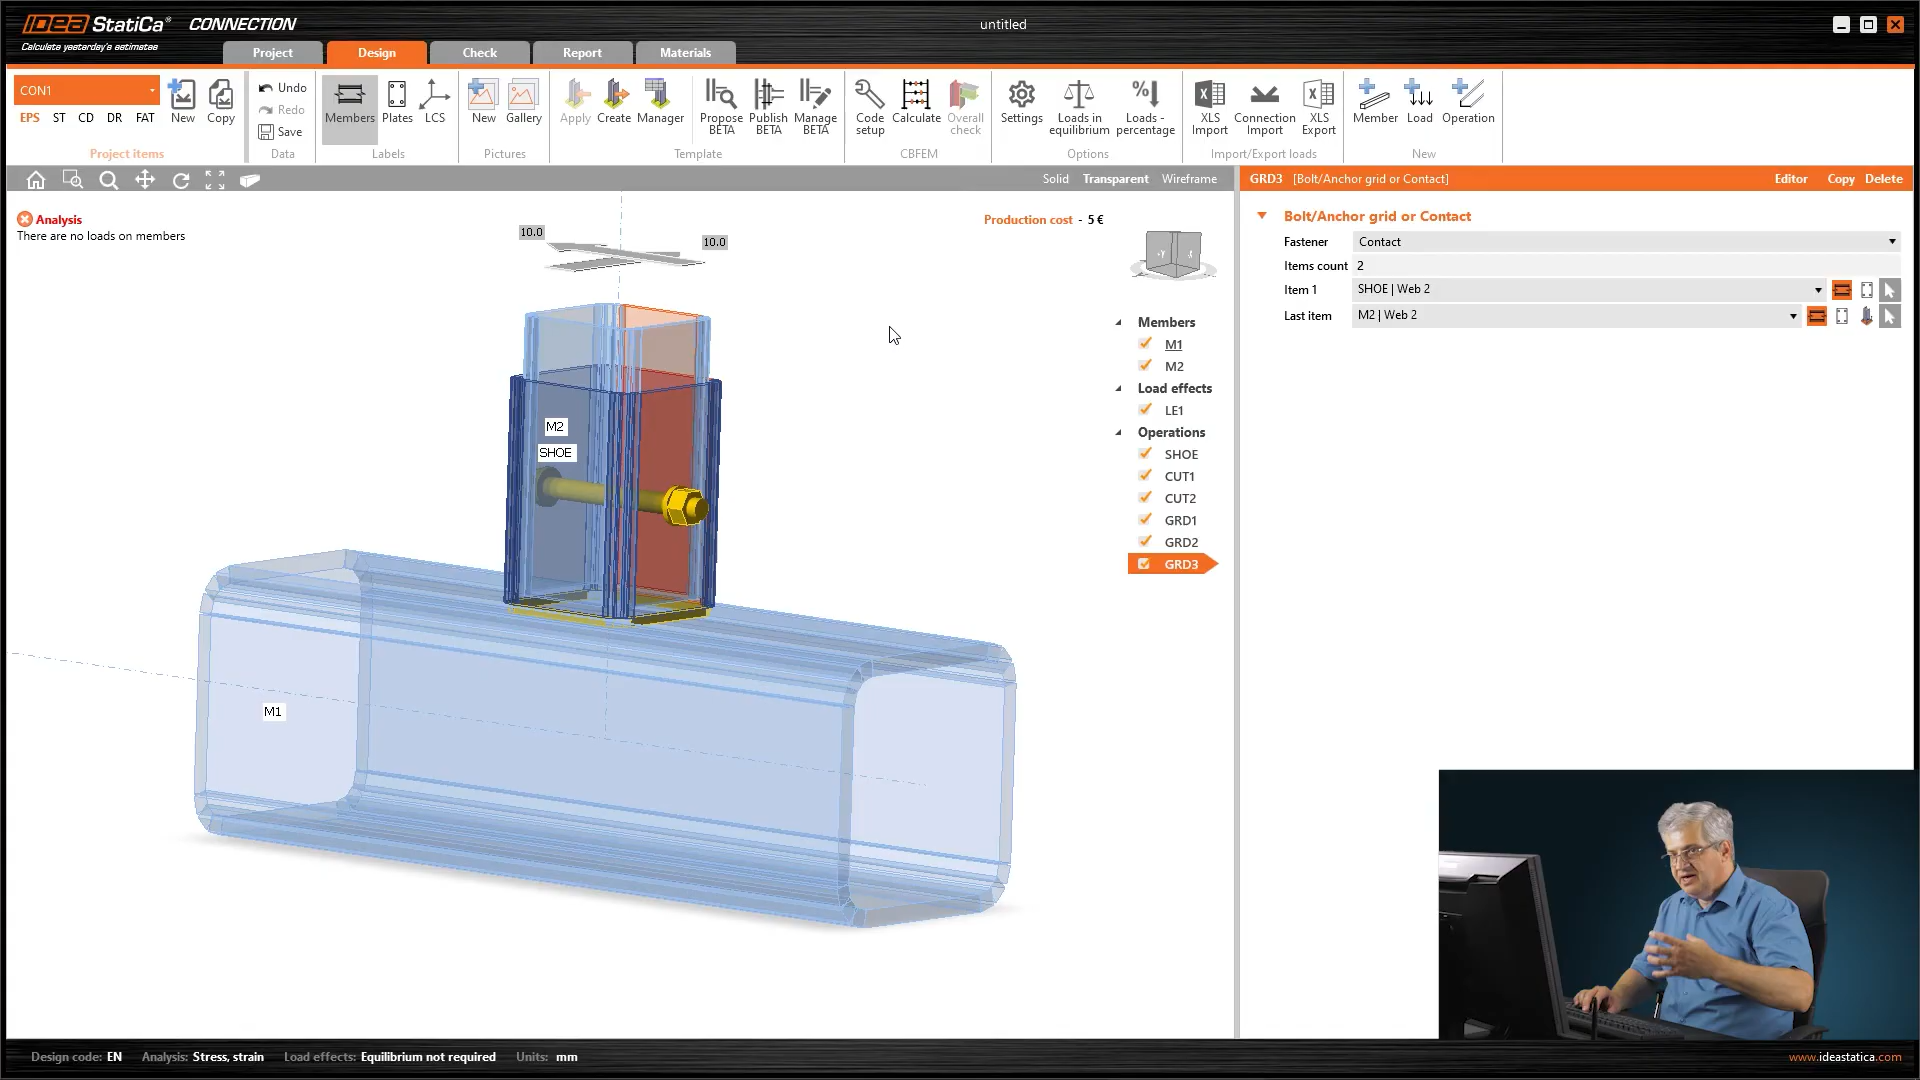 IDEA StatiCa® CONNECTION
Calculate yesterday's estimates
untitled
Project
Design
Check
Report
Materials
CON1
EPS ST CD DR FAT
New
Copy
Project items
Undo
Redo
Save
Data
Members
Plates
LCS
Labels
New
Gallery
Pictures
Apply
Create
Manager
Propose BETA
Publish BETA
Manage BETA
Template
Code setup
Calculate
Overall check
CBFEM
Settings
Loads in equilibrium
Loads - percentage
Options
XLS Import
Connection Import
XLS Export
Import/Export loads
Member
Load
Operation
New
Solid Transparent Wireframe
GRD3 [Bolt/Anchor grid or Contact]
Editor Copy Delete
Analysis
There are no loads on members
Production cost - 5 €
10.0
10.0
M2
SHOE
M1
Members
M1
M2
Load effects
LE1
Operations
SHOE
CUT1
CUT2
GRD1
GRD2
GRD3
Bolt/Anchor grid or Contact
Fastener Contact
Items count 2
Item 1 SHOE | Web 2
Last item M2 | Web 2
Design code: EN Analysis: Stress, strain Load effects: Equilibrium not required Units: mm
www.ideastatica.com